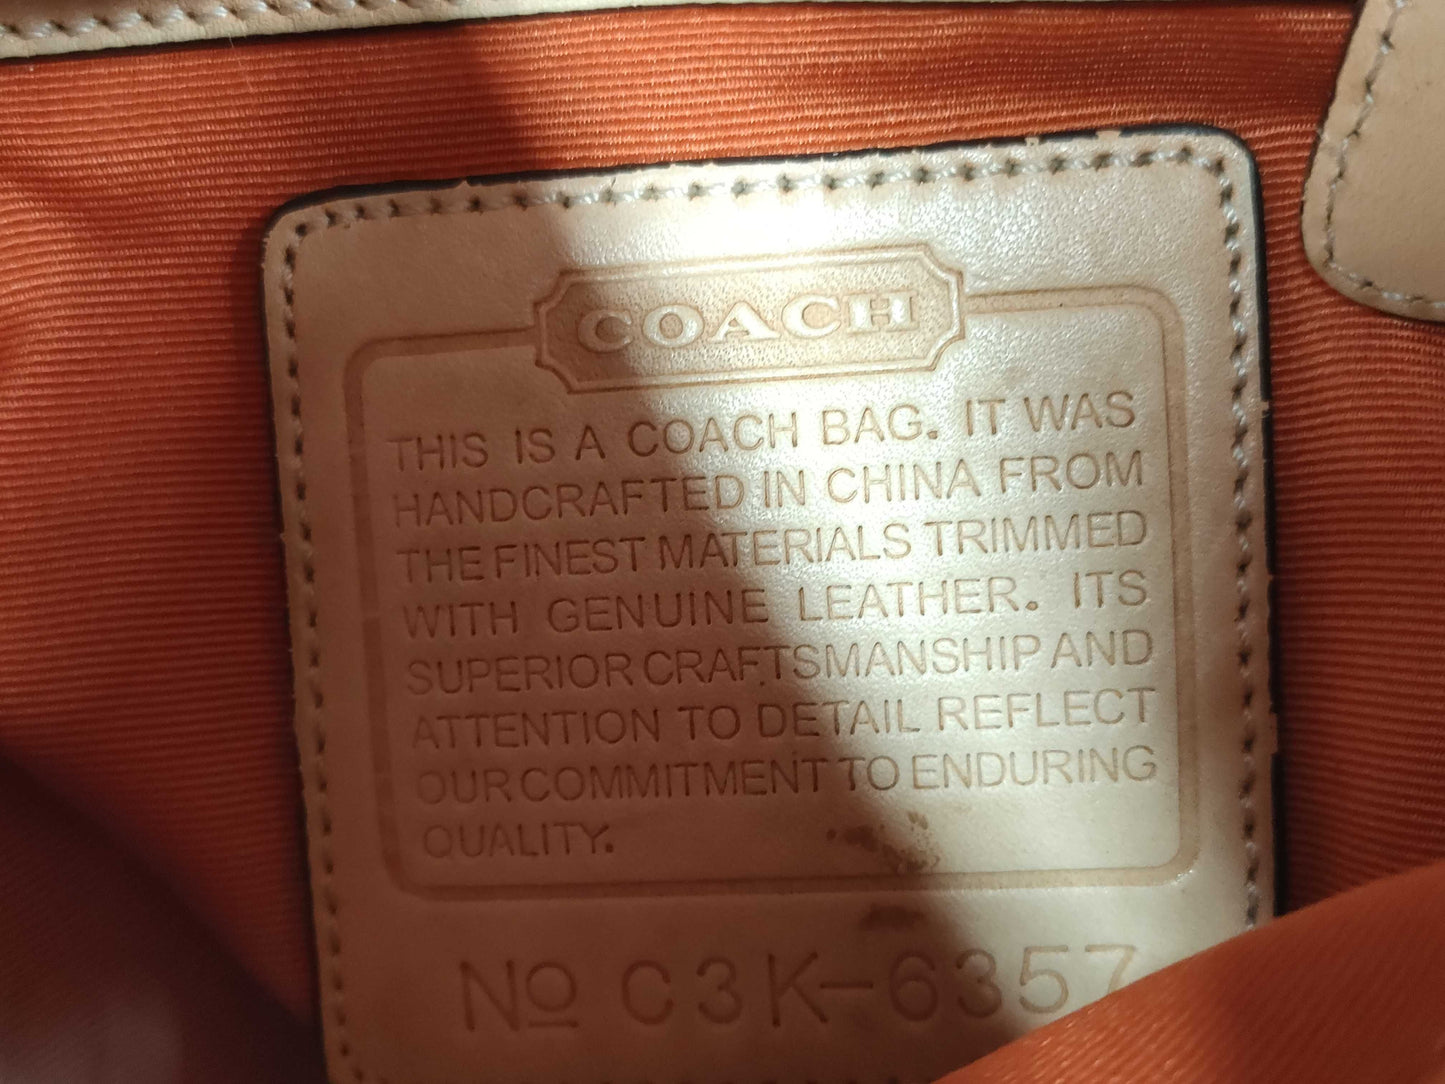 COACH
THIS IS A COACH BAG. IT WAS
HANDCRAFTED IN CHINA FROM
THE FINEST MATERIALS TRIMMED
WITH GENUINE LEATHER. ITS
SUPERIOR CRAFTSMANSHIP AND
ATTENTION TO DETAIL REFLECT
OUR COMMITMENT TO ENDURING
QUALITY.
No C3K-6357